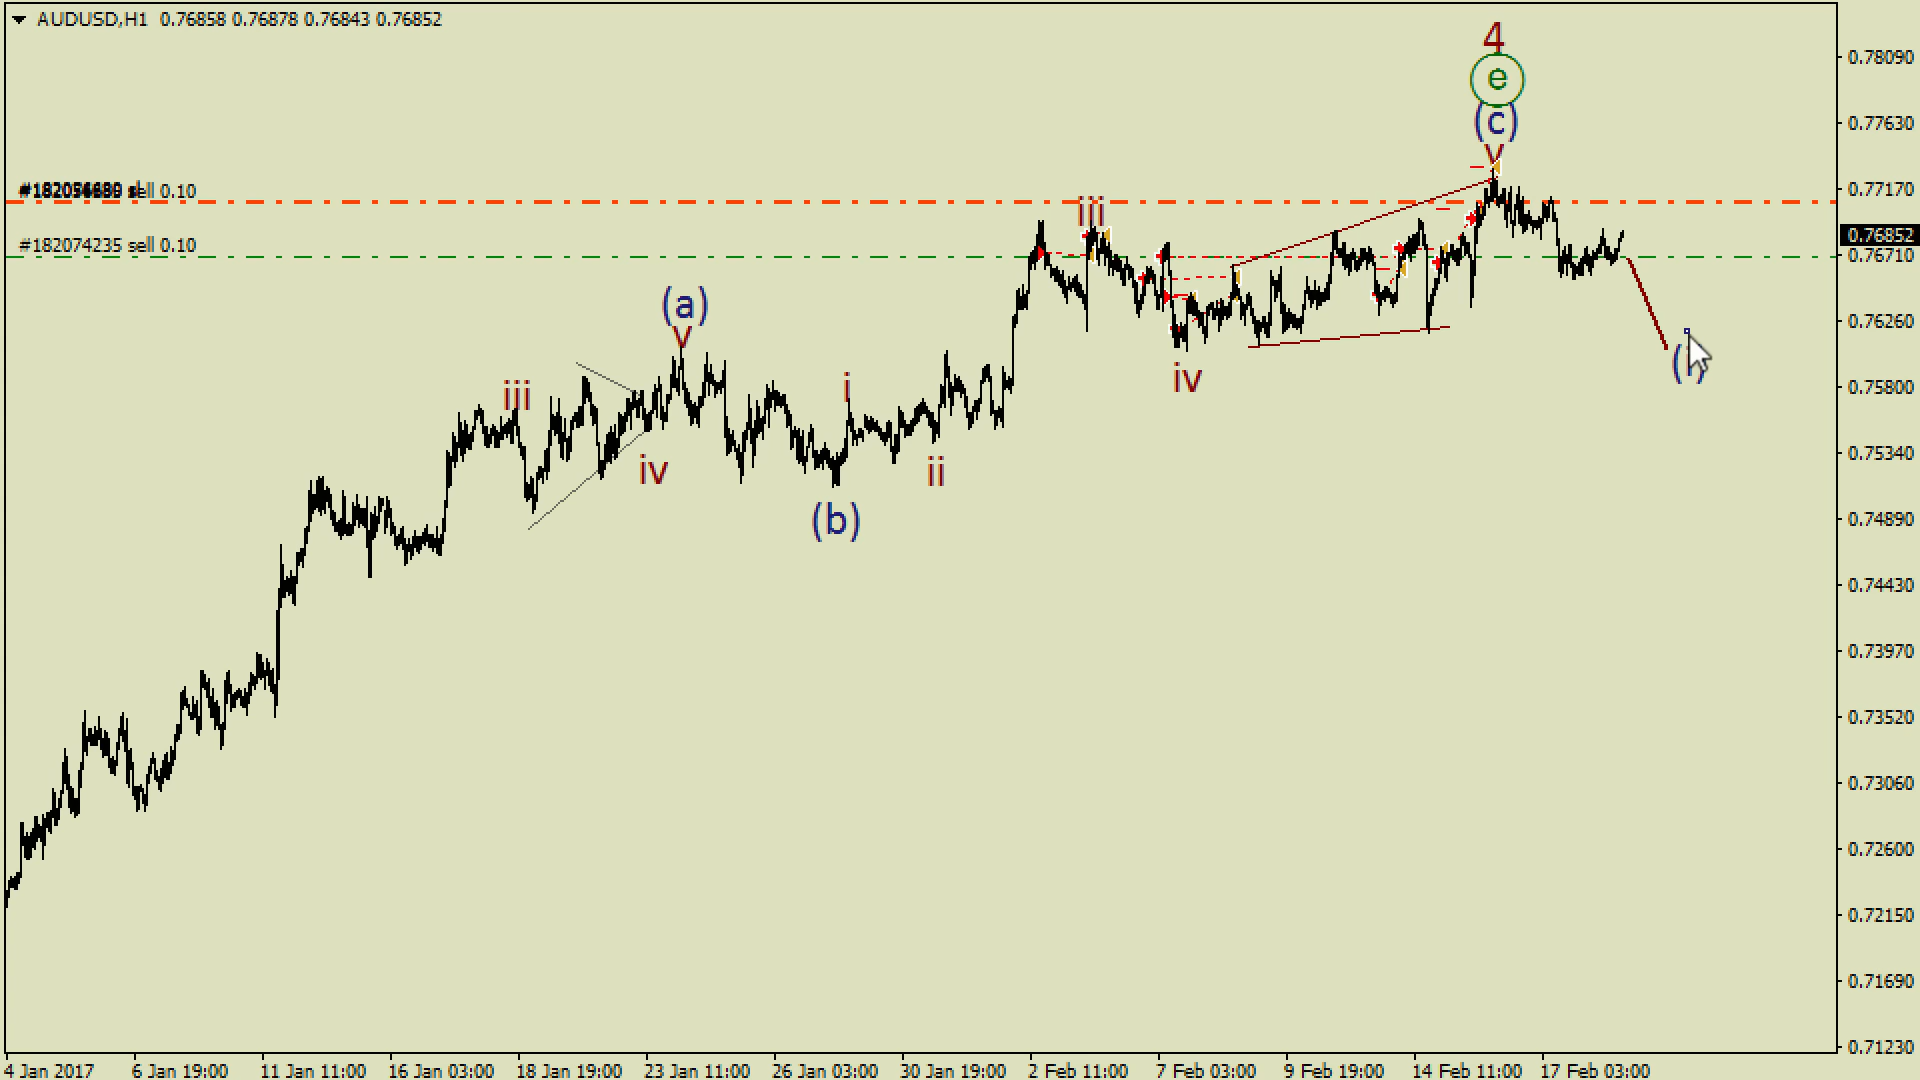 AUDUSD,H1 0.76858 0.76878 0.76843 0.76852
4
e
(c)
v
sell 0.10
#182074235 sell 0.10
iii
(a)
v
iii
iv
i
ii
iv
(b)
0.78090
0.77630
0.77170
0.76852
0.76710
0.76260
0.75800
0.75340
0.74890
0.74430
0.73970
0.73520
0.73060
0.72600
0.72150
0.71690
0.71230
4 Jan 2017
6 Jan 19:00
11 Jan 11:00
16 Jan 03:00
18 Jan 19:00
23 Jan 11:00
26 Jan 03:00
30 Jan 19:00
2 Feb 11:00
7 Feb 03:00
9 Feb 19:00
14 Feb 11:00
17 Feb 03:00